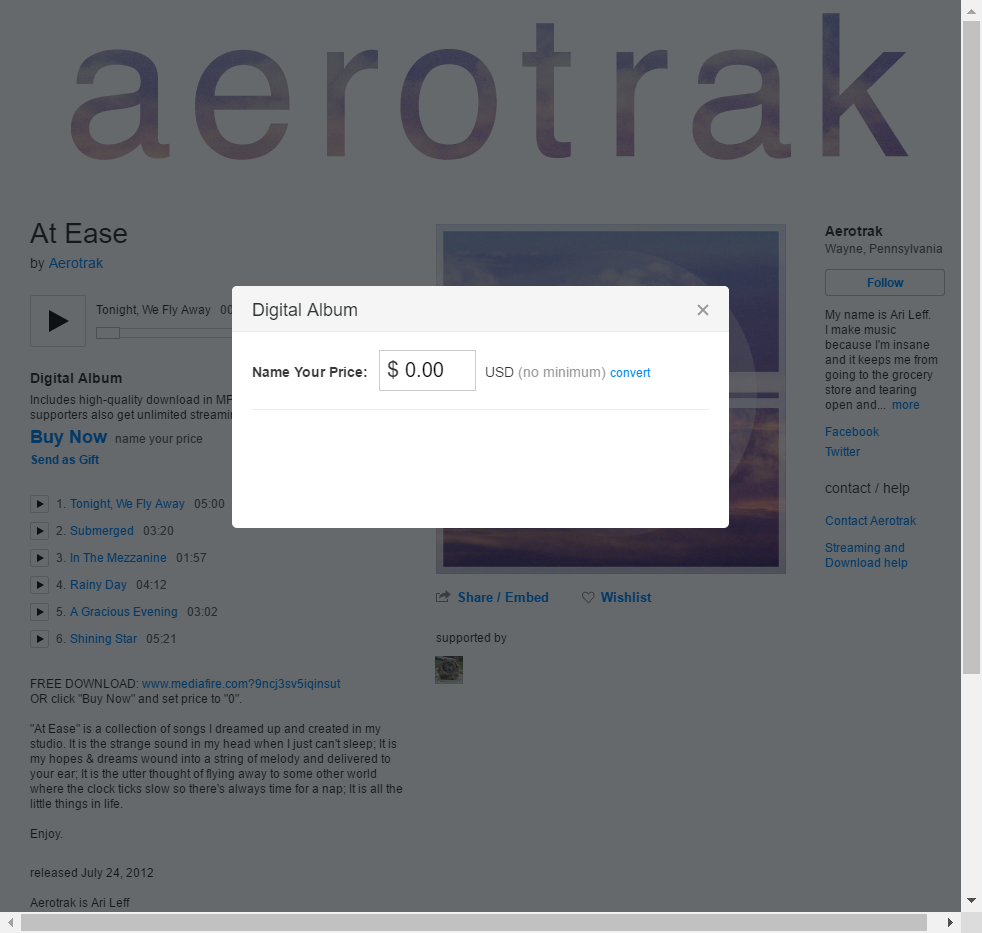 aerotrak
At Ease
by Aerotrak
Tonight, We Fly Away 00
Digital Album
Includes high-quality download in MP
supporters also get unlimited streamin
Buy Now name your price
Send as Gift
1. Tonight, We Fly Away 05:00
2. Submerged 03:20
3. In The Mezzanine 01:57
4. Rainy Day 04:12
5. A Gracious Evening 03:02
6. Shining Star 05:21
FREE DOWNLOAD: www.mediafire.com?9ncj3sv5iqinsut
OR click "Buy Now" and set price to "0".
"At Ease" is a collection of songs I dreamed up and created in my
studio. It is the strange sound in my head when I just can't sleep; It is
my hopes & dreams wound into a string of melody and delivered to
your ear; It is the utter thought of flying away to some other world
where the clock ticks slow so there's always time for a nap; It is all the
little things in life.
Enjoy.
released July 24, 2012
Aerotrak is Ari Leff
Digital Album
Name Your Price: $ 0.00 USD (no minimum) convert
Share / Embed Wishlist
supported by
Aerotrak
Wayne, Pennsylvania
Follow
My name is Ari Leff.
I make music
because I'm insane
and it keeps me from
going to the grocery
store and tearing
open and... more
Facebook
Twitter
contact / help
Contact Aerotrak
Streaming and
Download help